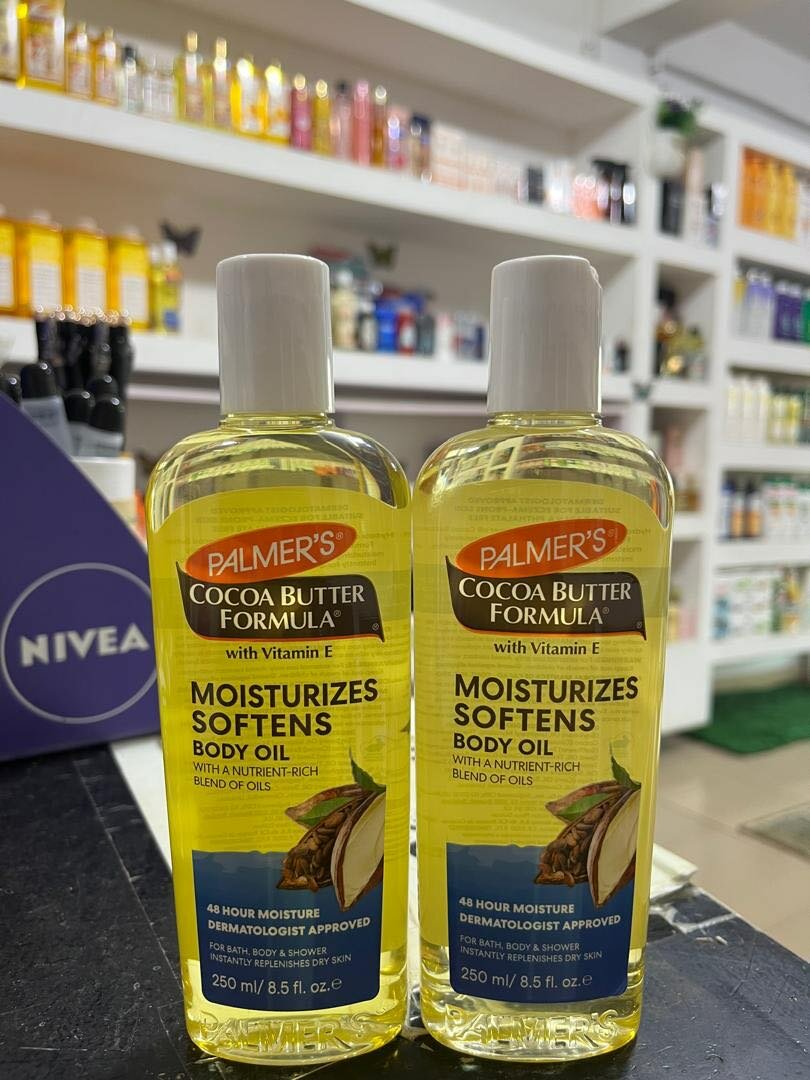 NIVEA
PALMER'S®
COCOA BUTTER
FORMULA®
with Vitamin E
MOISTURIZES
SOFTENS
BODY OIL
WITH A NUTRIENT-RICH
BLEND OF OILS
48 HOUR MOISTURE
DERMATOLOGIST APPROVED
FOR BATH, BODY & SHOWER
INSTANTLY REPLENISHES DRY SKIN
250 ml/ 8.5 fl. oz.℮
PALMER'S
PALMER'S®
COCOA BUTTER
FORMULA®
with Vitamin E
MOISTURIZES
SOFTENS
BODY OIL
WITH A NUTRIENT-RICH
BLEND OF OILS
48 HOUR MOISTURE
DERMATOLOGIST APPROVED
FOR BATH, BODY & SHOWER
INSTANTLY REPLENISHES DRY SKIN
250 ml/ 8.5 fl. oz.℮
PALMER'S